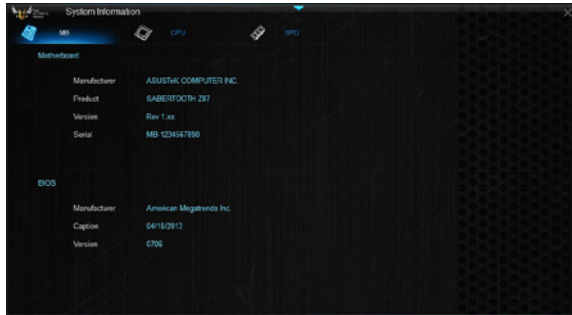 System Information
MB CPU SPD
Motherboard
Manufacturer ASUSTeK COMPUTER INC.
Product SABERTOOTH Z87
Version Rev 1.xx
Serial MB-1234567890
BIOS
Manufacturer American Megatrends Inc.
Caption 04/18/2013
Version 0706